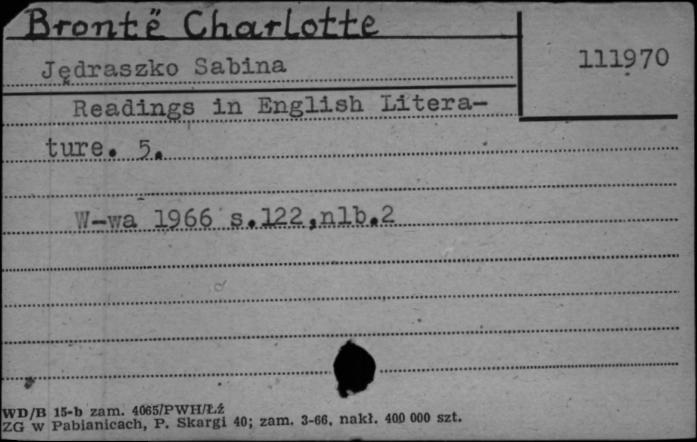 Brontë Charlotte
Jędraszko Sabina
111970
Readings in English Litera-
ture. 5.
W-wa 1966 s.122,nlb.2
WD/B 15-b zam. 4065/PWH/Łź
ZG w Pabianicach, P. Skargi 40; zam. 3-66, nakł. 400 000 szt.